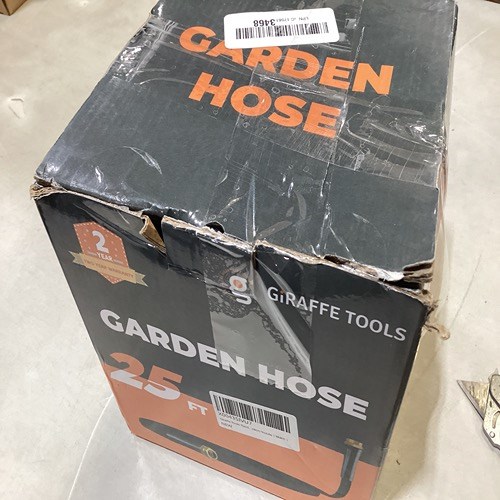 3468
GARDEN
HOSE
2
YEAR
g
GiRAFFE TOOLS
GARDEN HOSE
25 FT